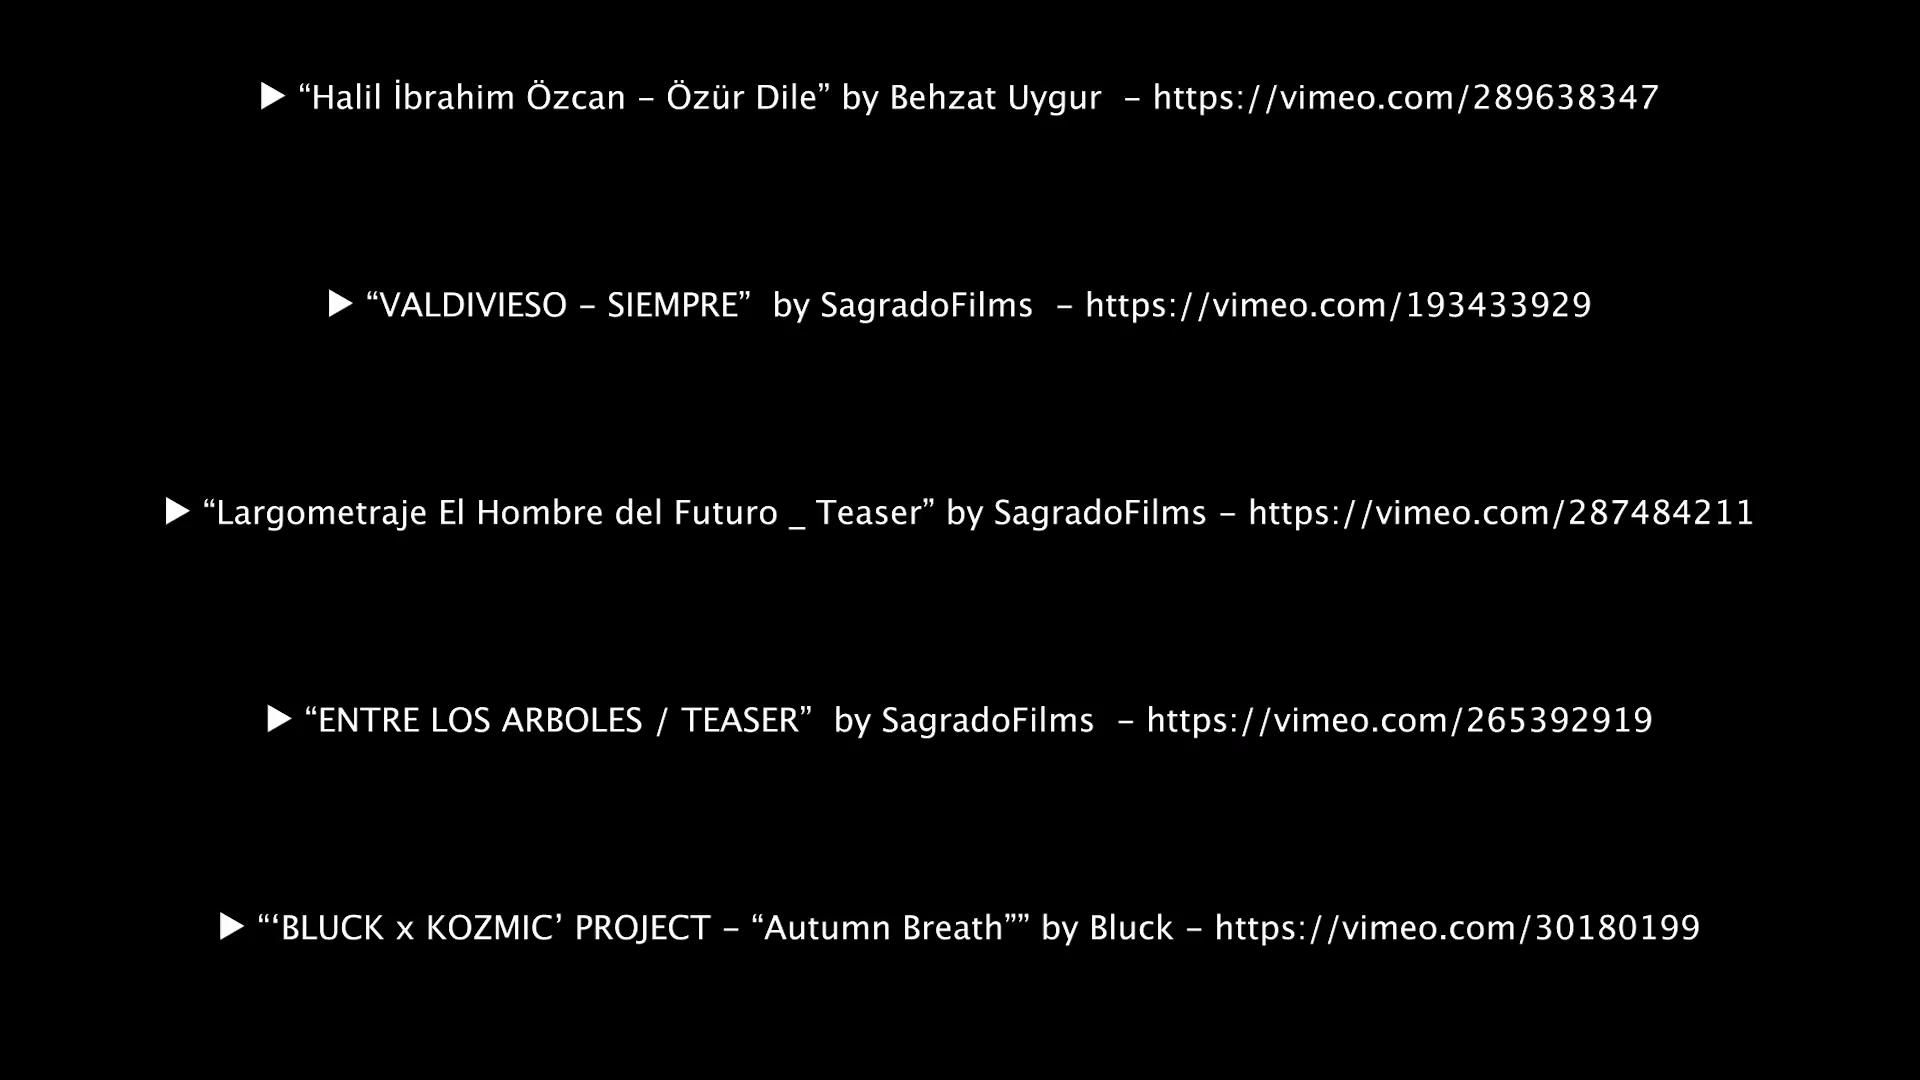 ▶ “Halil İbrahim Özcan – Özür Dile” by Behzat Uygur  – https://vimeo.com/289638347
▶ “VALDIVIESO – SIEMPRE”  by SagradoFilms  – https://vimeo.com/193433929
▶ “Largometraje El Hombre del Futuro _ Teaser” by SagradoFilms – https://vimeo.com/287484211
▶ “ENTRE LOS ARBOLES / TEASER”  by SagradoFilms  – https://vimeo.com/265392919
▶ “‘BLUCK x KOZMIC’ PROJECT – “Autumn Breath”” by Bluck – https://vimeo.com/30180199